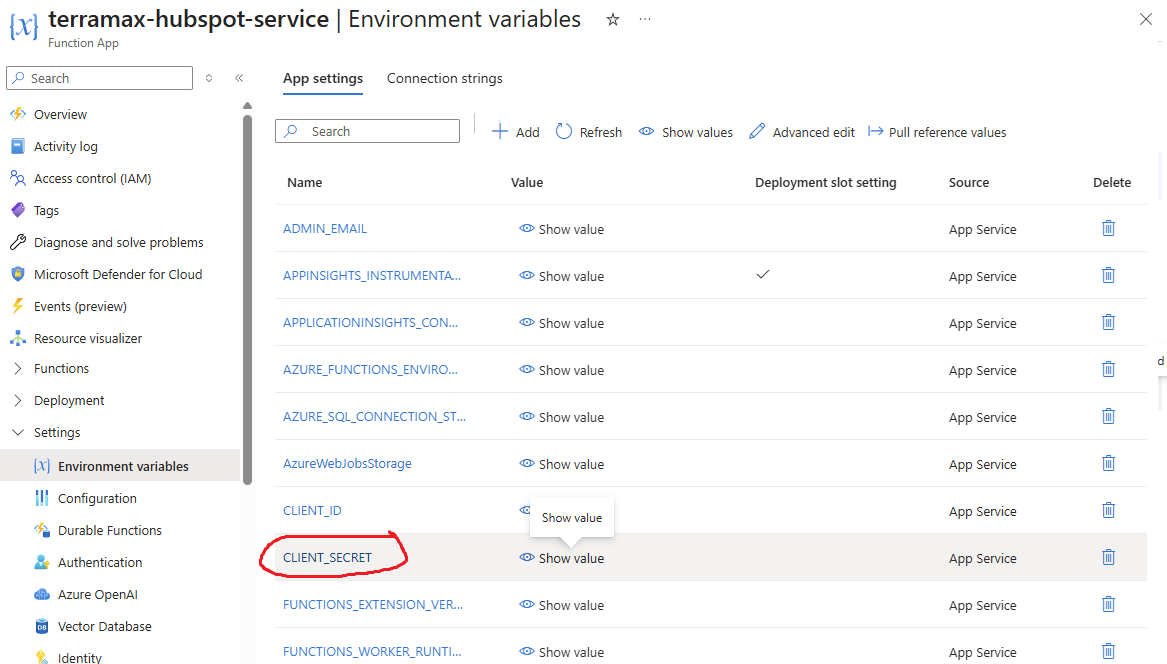 terramax-hubspot-service | Environment variables
Function App
Search
Overview
Activity log
Access control (IAM)
Tags
Diagnose and solve problems
Microsoft Defender for Cloud
Events (preview)
Resource visualizer
Functions
Deployment
Settings
Environment variables
Configuration
Durable Functions
Authentication
Azure OpenAI
Vector Database
Identity
App settings Connection strings
Search Add Refresh Show values Advanced edit Pull reference values
Name Value Deployment slot setting Source Delete
ADMIN_EMAIL Show value App Service
APPINSIGHTS_INSTRUMENTA... Show value App Service
APPLICATIONINSIGHTS_CON... Show value App Service
AZURE_FUNCTIONS_ENVIRO... Show value App Service
AZURE_SQL_CONNECTION_ST... Show value App Service
AzureWebJobsStorage Show value App Service
CLIENT_ID App Service
Show value
CLIENT_SECRET Show value App Service
FUNCTIONS_EXTENSION_VER... Show value App Service
FUNCTIONS_WORKER_RUNTI... Show value App Service